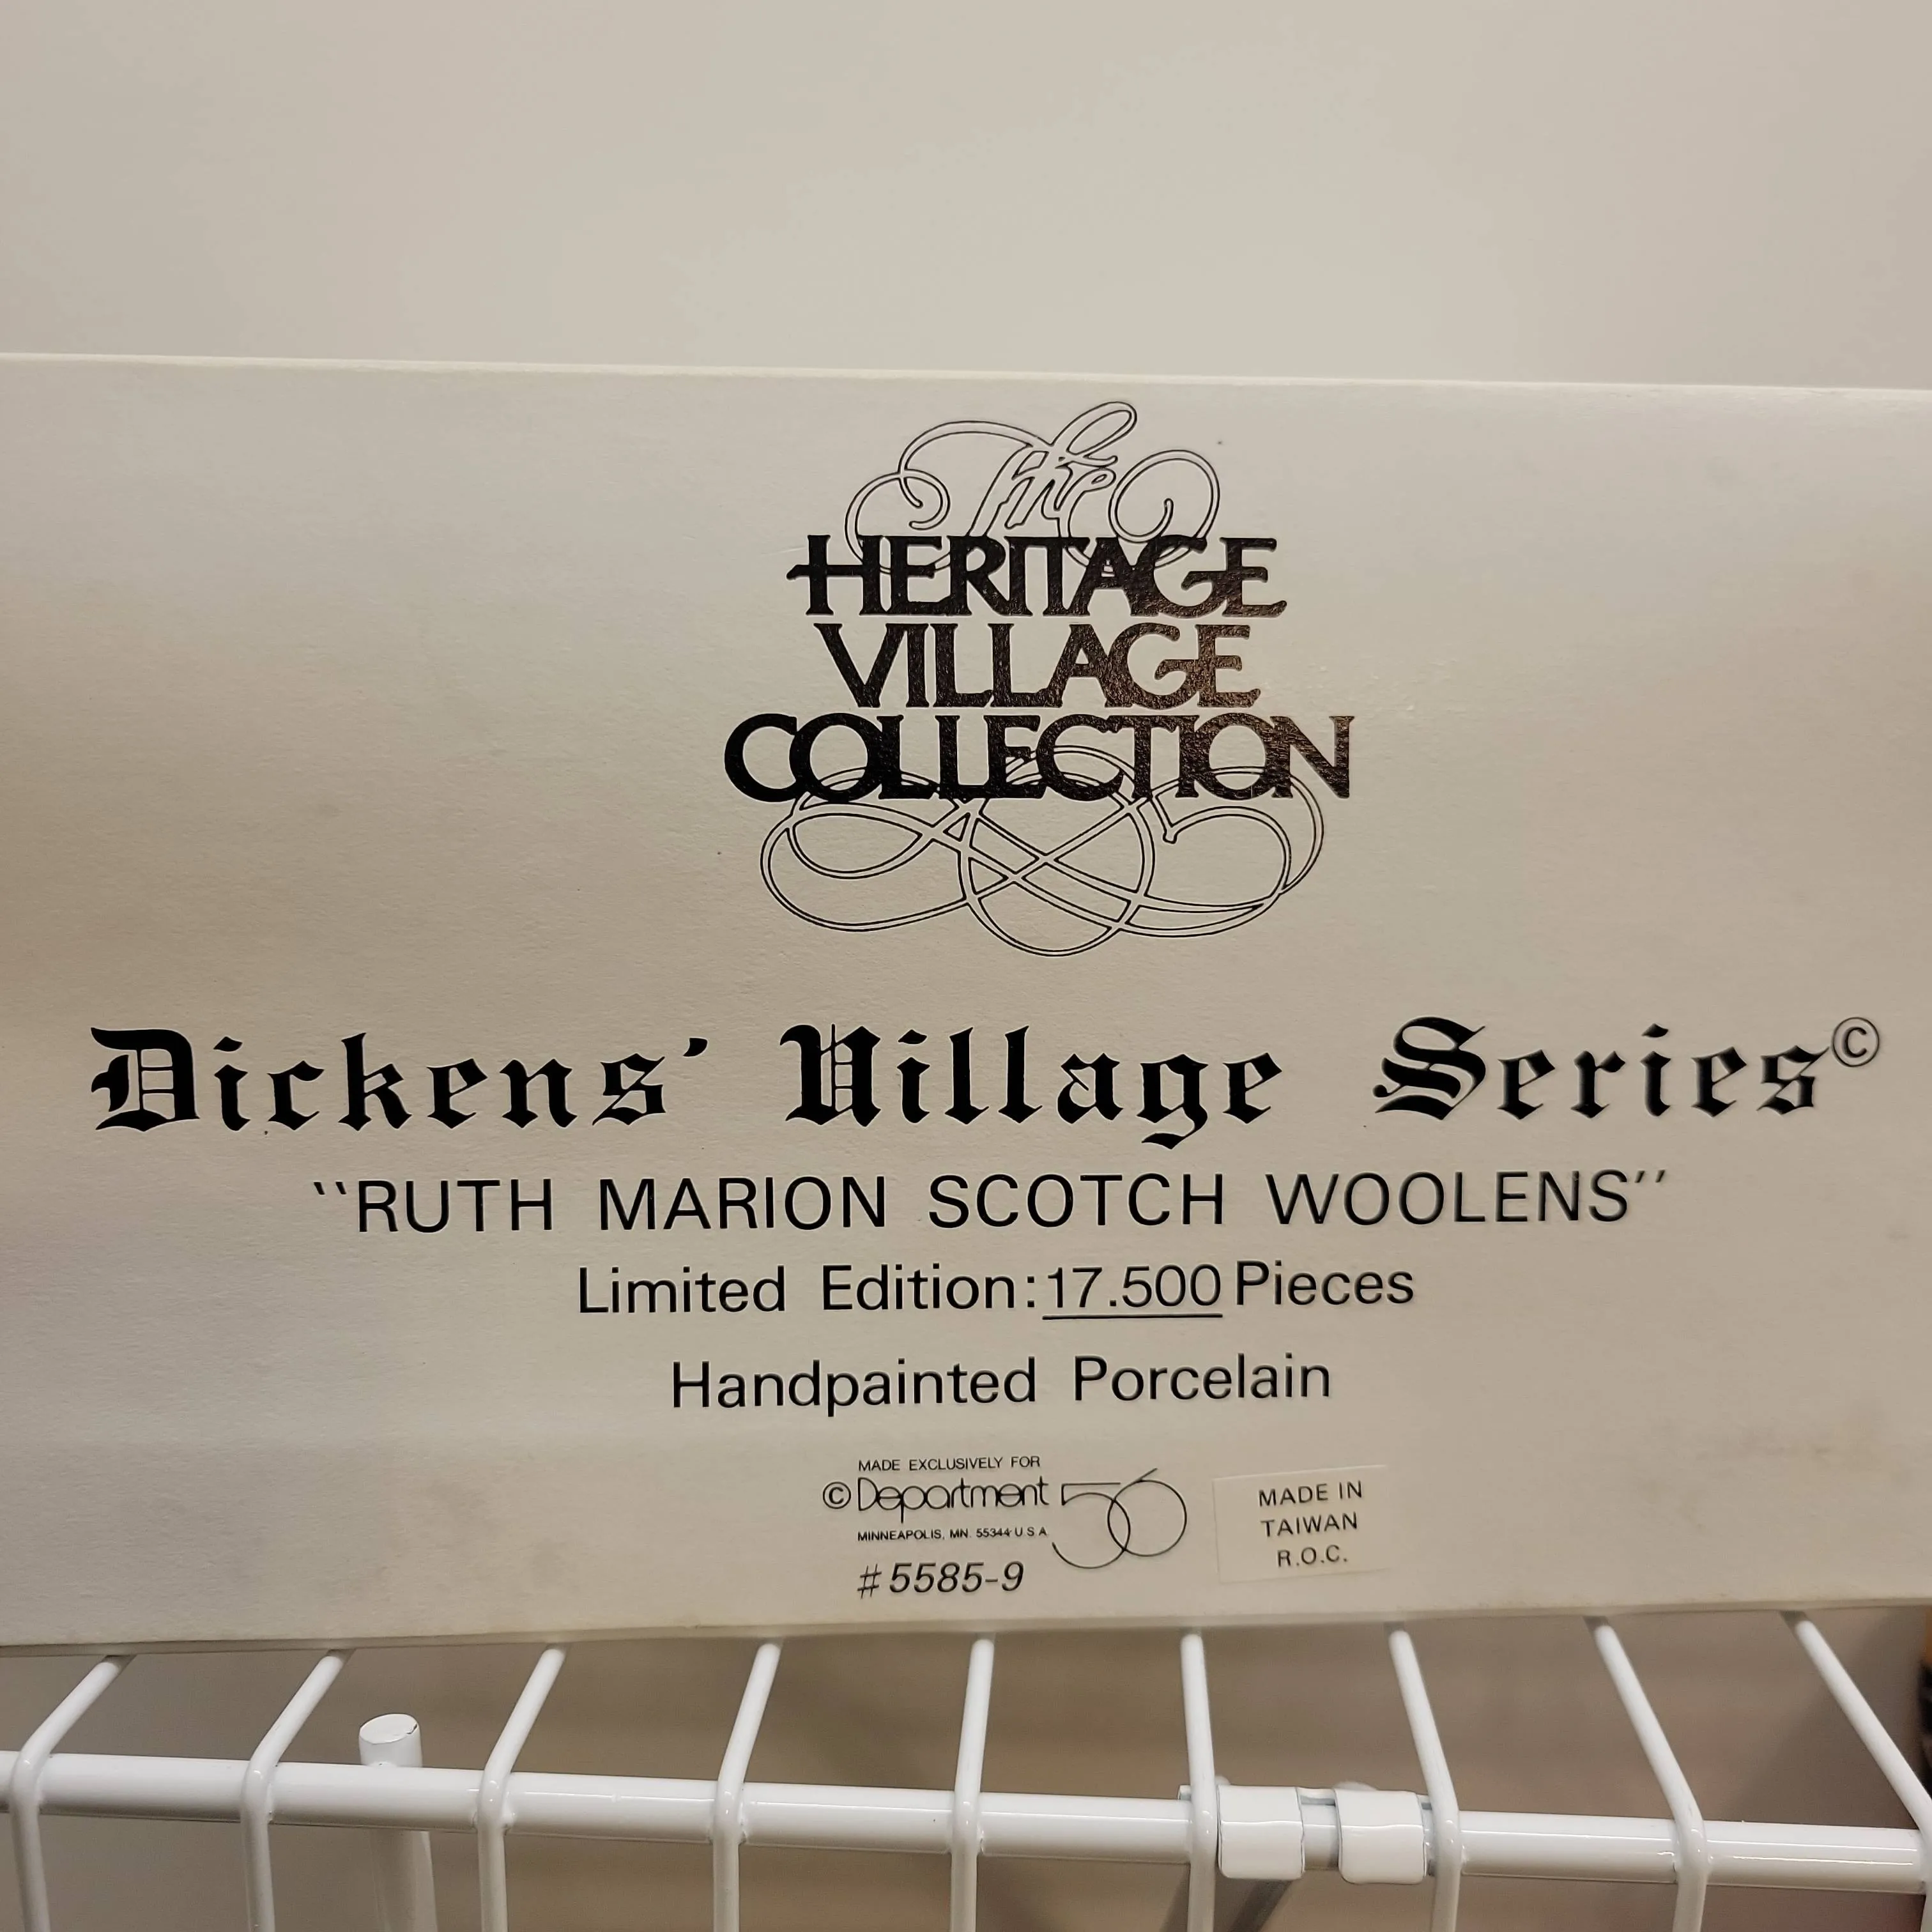 The
HERITAGE
VILLAGE
COLLECTION
Dickens' Village Series©
"RUTH MARION SCOTCH WOOLENS"
Limited Edition: 17.500 Pieces
Handpainted Porcelain
MADE EXCLUSIVELY FOR
© Department 56
MINNEAPOLIS, MN. 55344 U S A
#5585-9
MADE IN
TAIWAN
R.O.C.